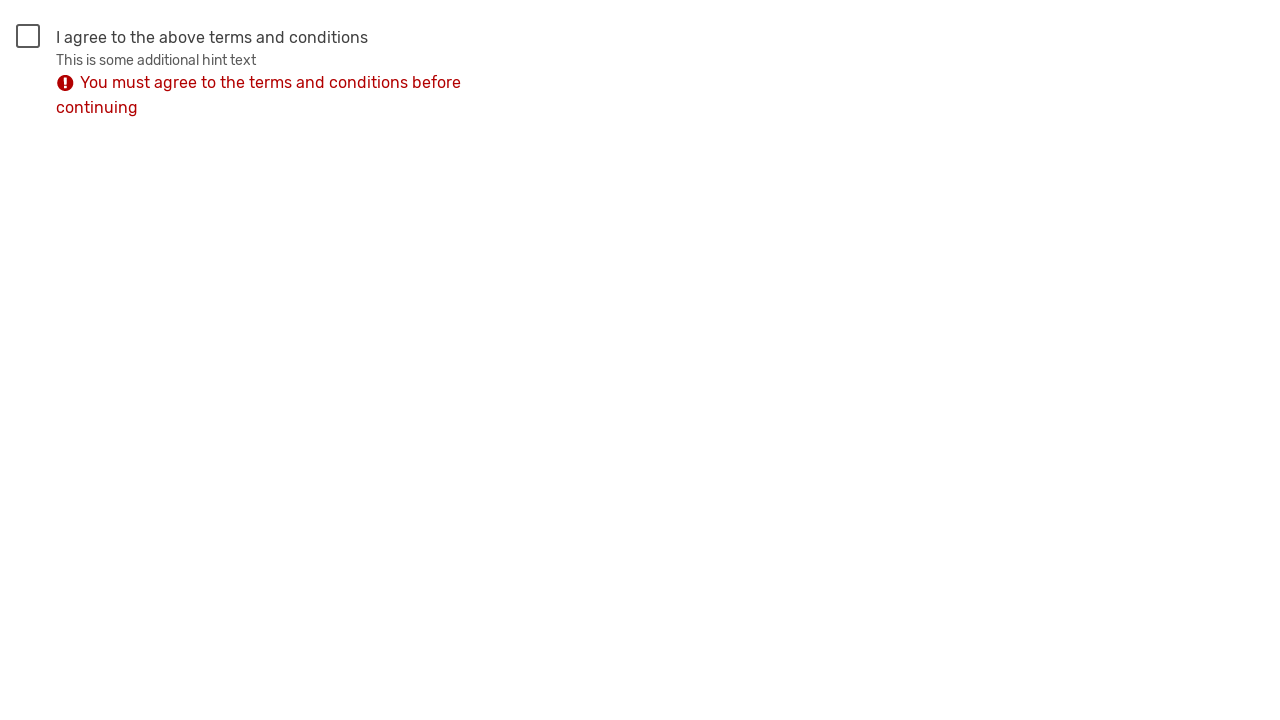 I agree to the above terms and conditions
This is some additional hint text
You must agree to the terms and conditions before
continuing